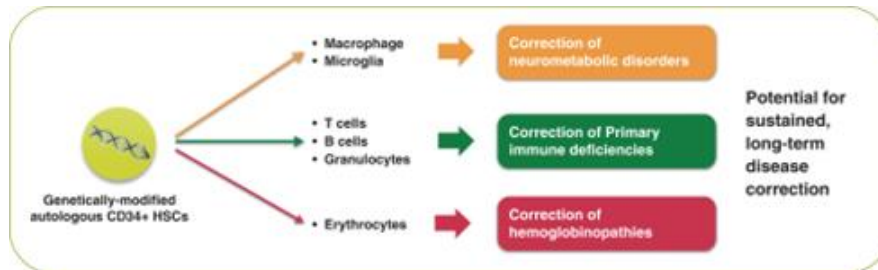 Genetically-modified
autologous CD34+ HSCs
• Macrophage
• Microglia
Correction of
neurometabolic disorders
• T cells
• B cells
• Granulocytes
Correction of Primary
immune deficiencies
• Erythrocytes
Correction of
hemoglobinopathies
Potential for
sustained,
long-term
disease
correction